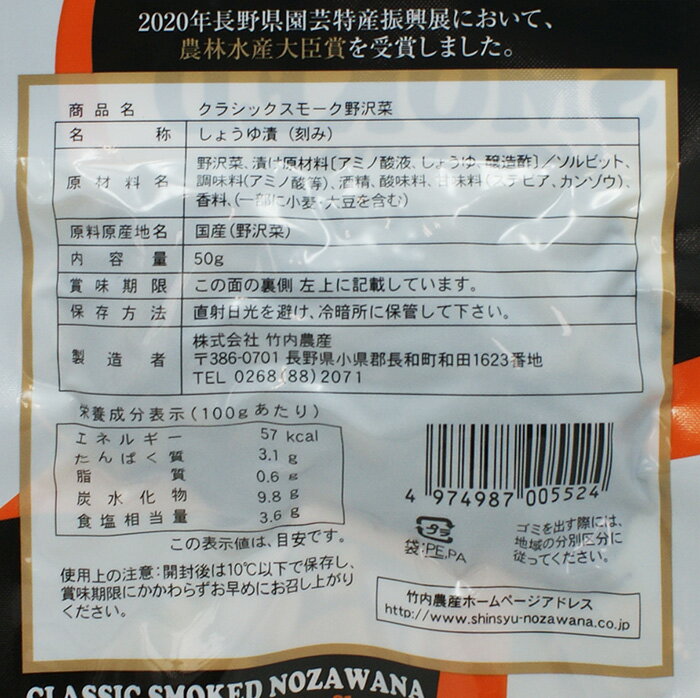 2020年長野県園芸特産振興展において、
農林水産大臣賞を受賞しました。
商品名 クラシックスモーク野沢菜
名称 しょうゆ漬（刻み）
原材料名 野沢菜、漬け原材料〔アミノ酸液、しょうゆ、醸造酢〕／ソルビット、
調味料（アミノ酸等）、酒精、酸味料、甘味料（ステビア、カンゾウ）、
香料、（一部に小麦・大豆を含む）
原料原産地名 国産（野沢菜）
内容量 50g
賞味期限 この面の裏側 左上に記載しています。
保存方法 直射日光を避け、冷暗所に保管して下さい。
製造者 株式会社 竹内農産
〒386-0701 長野県小県郡長和町和田1623番地
TEL 0268(88)2071
栄養成分表示（100gあたり）
エネルギー 57 kcal
たんぱく質 3.1 g
脂質 0.6 g
炭水化物 9.8 g
食塩相当量 3.6 g
この表示値は、目安です。
使用上の注意：開封後は10℃以下で保存し、
賞味期限にかかわらずお早めにお召し上がり
ください。
4 974987 005524
プラ
袋:PE,PA
ゴミを出す際には、
地域の分別区分に
従ってください。
竹内農産ホームページアドレス
http://www.shinsyu-nozawana.co.jp
CLASSIC SMOKED NOZAWANA